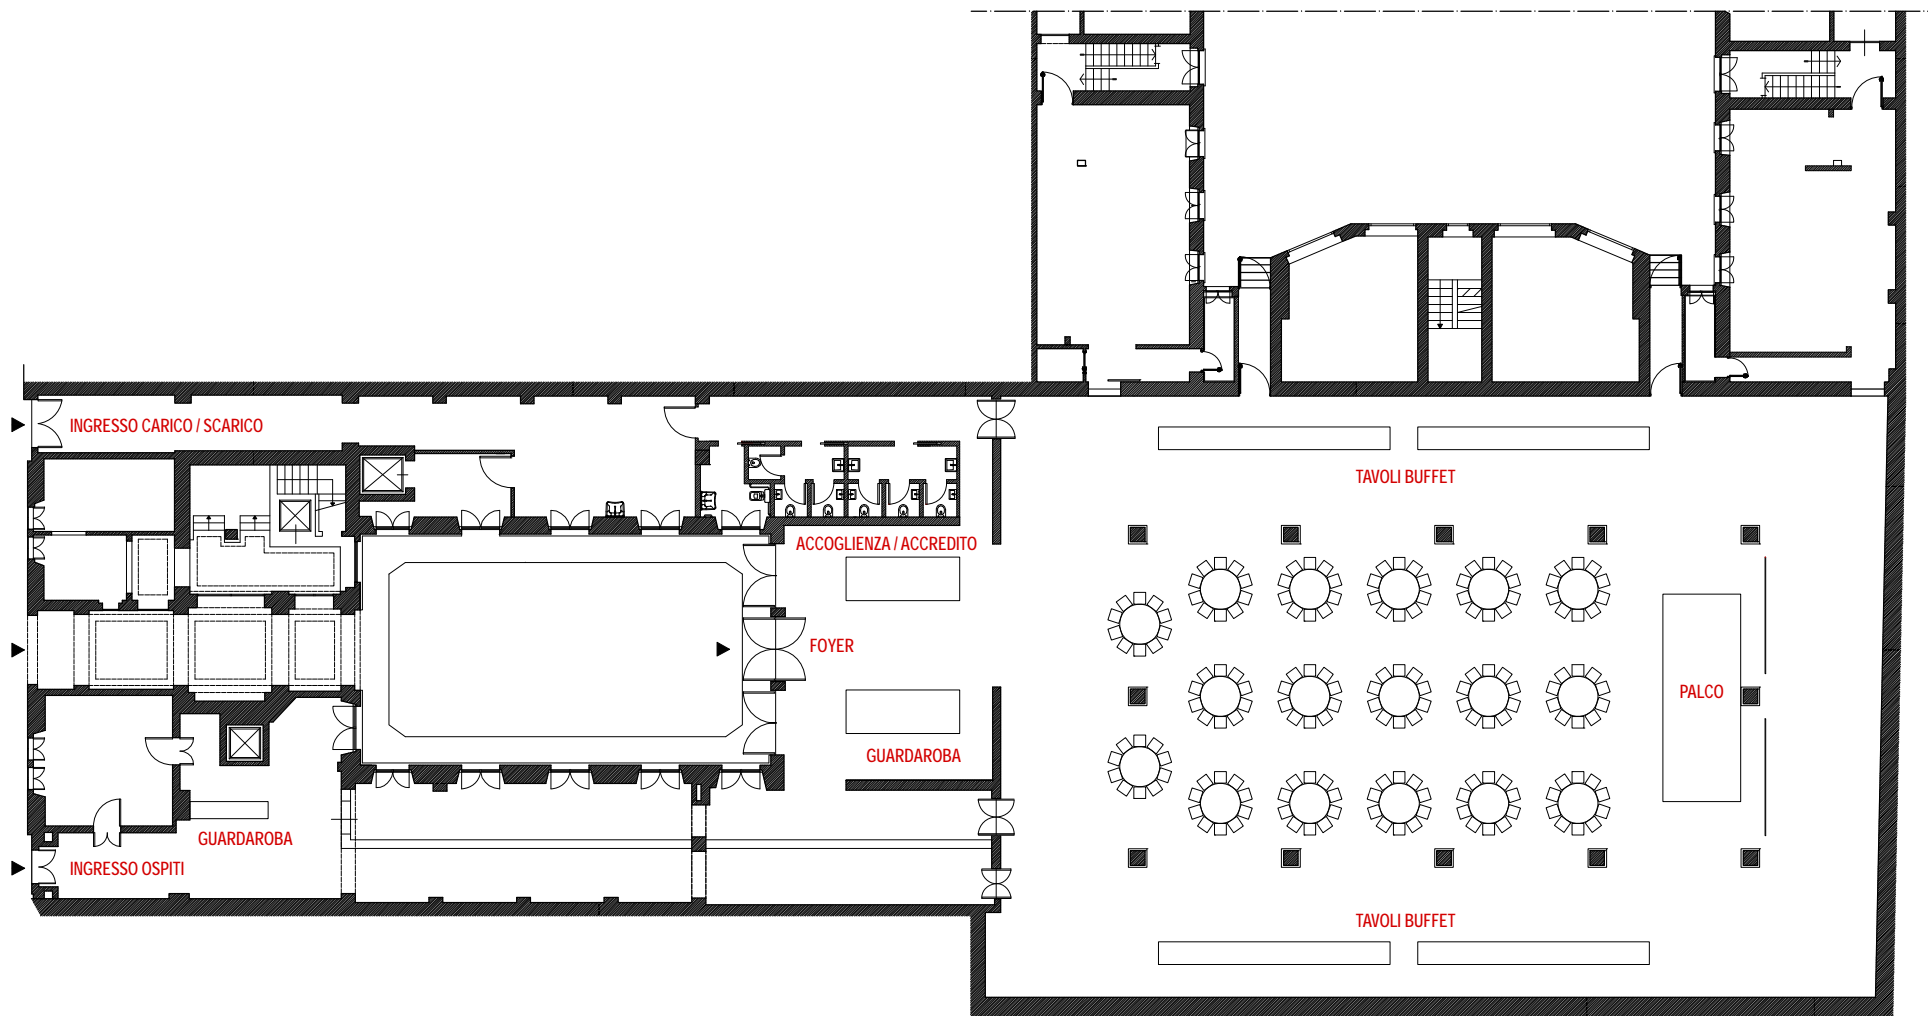 INGRESSO CARICO / SCARICO
TAVOLI BUFFET
ACCOGLIENZA / ACCREDITO
FOYER
PALCO
GUARDAROBA
GUARDAROBA
INGRESSO OSPITI
TAVOLI BUFFET